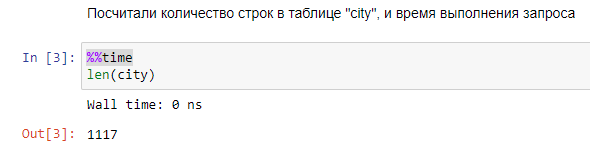 Посчитали количество строк в таблице "city", и время выполнения запроса
In [3]: %%time
len(city)
Wall time: 0 ns
Out[3]: 1117